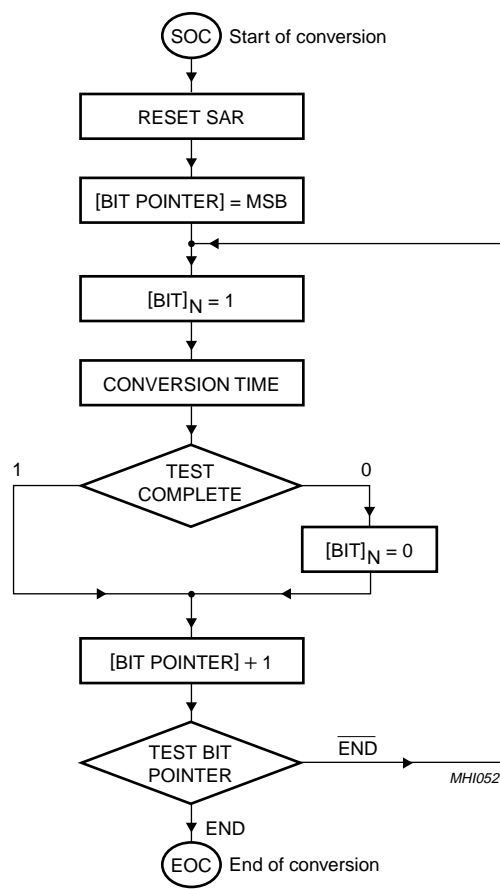 SOC Start of conversion
RESET SAR
[BIT POINTER] = MSB
[BIT]N = 1
CONVERSION TIME
1
TEST
COMPLETE
0
[BIT]N = 0
[BIT POINTER] + 1
TEST BIT
POINTER
END
MHI052
END
EOC End of conversion